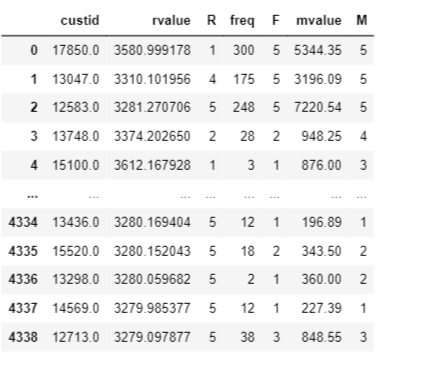 custid rvalue R freq F mvalue M
0 17850.0 3580.999178 1 300 5 5344.35 5
1 13047.0 3310.101956 4 175 5 3196.09 5
2 12583.0 3281.270706 5 248 5 7220.54 5
3 13748.0 3374.202650 2 28 2 948.25 4
4 15100.0 3612.167928 1 3 1 876.00 3
... ... ... ... ... ... ... ...
4334 13436.0 3280.169404 5 12 1 196.89 1
4335 15520.0 3280.152043 5 18 2 343.50 2
4336 13298.0 3280.059682 5 2 1 360.00 2
4337 14569.0 3279.985377 5 12 1 227.39 1
4338 12713.0 3279.097877 5 38 3 848.55 3